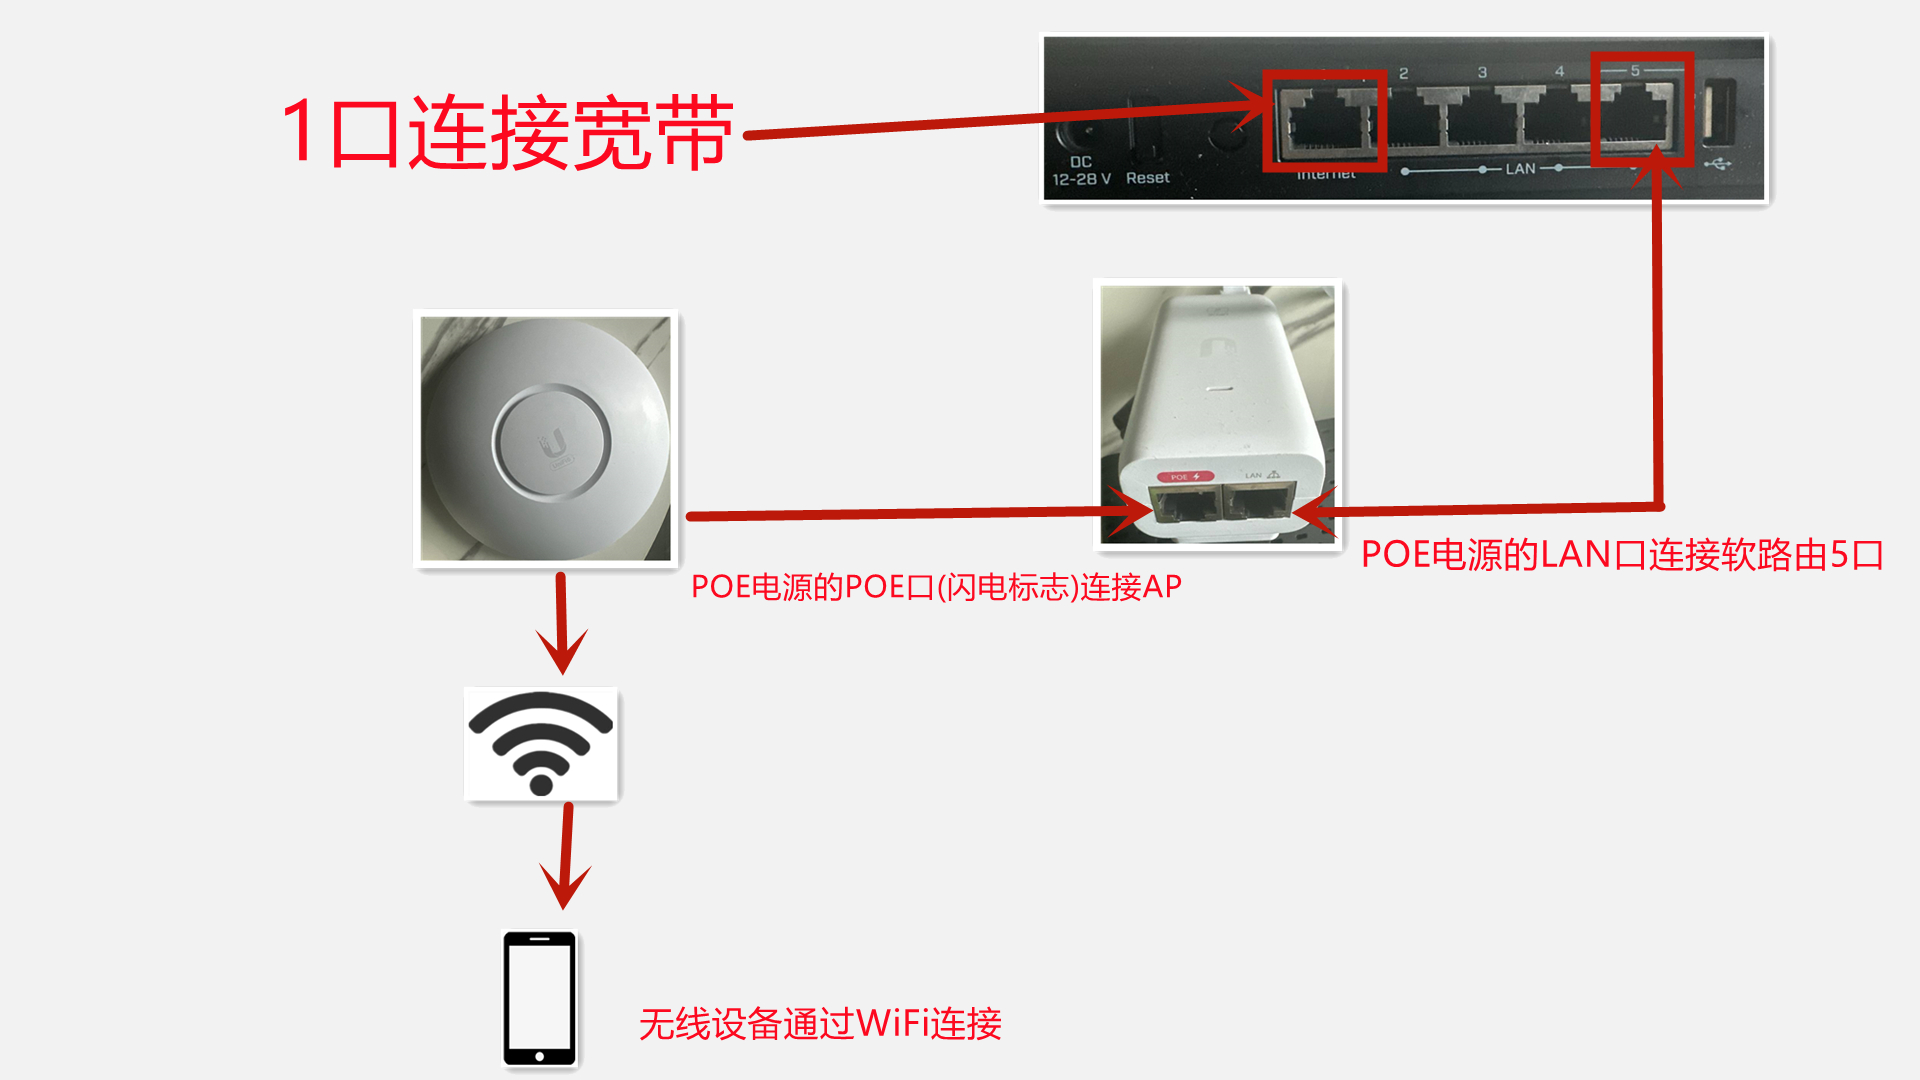 1口连接宽带
2 3 4 5
DC
12-28 V Reset
Internet
LAN
POE LAN
POE电源的LAN口连接软路由5口
POE电源的POE口(闪电标志)连接AP
无线设备通过WiFi连接